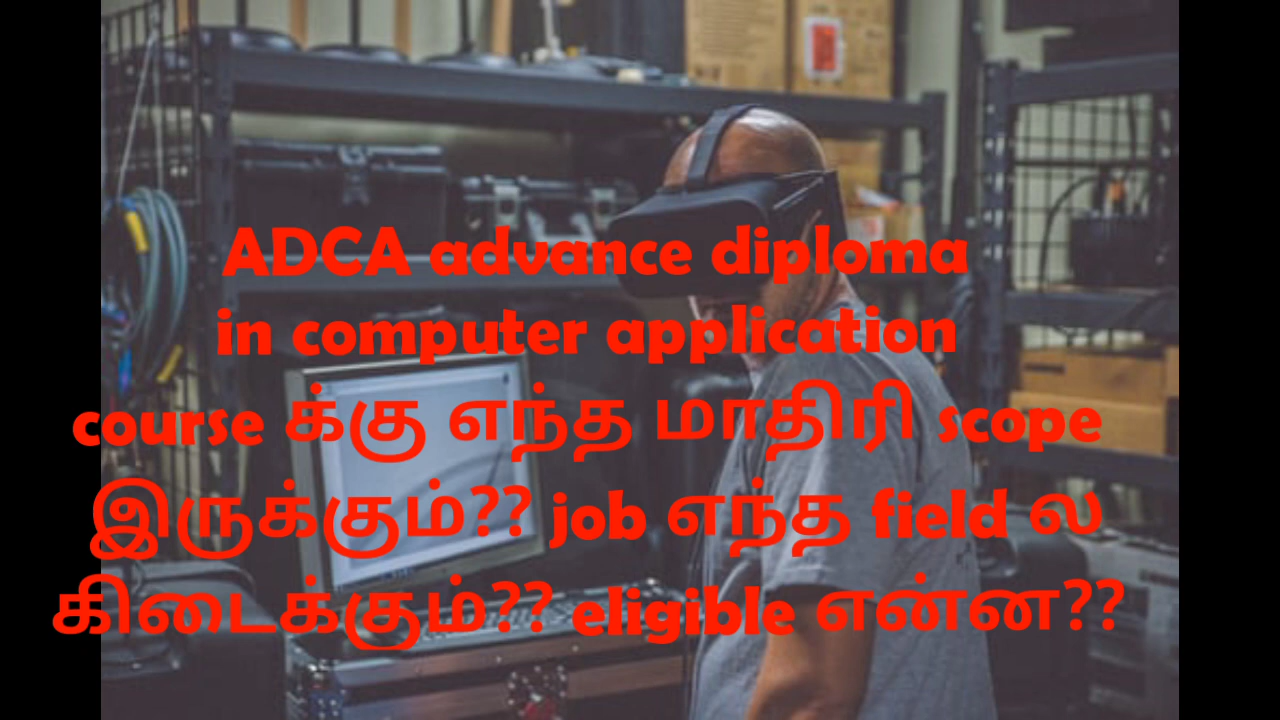 ADCA advance diploma
in computer application
course க்கு எந்த மாதிரி scope
இருக்கும்?? job எந்த field ல
கிடைக்கும்?? eligible என்ன??